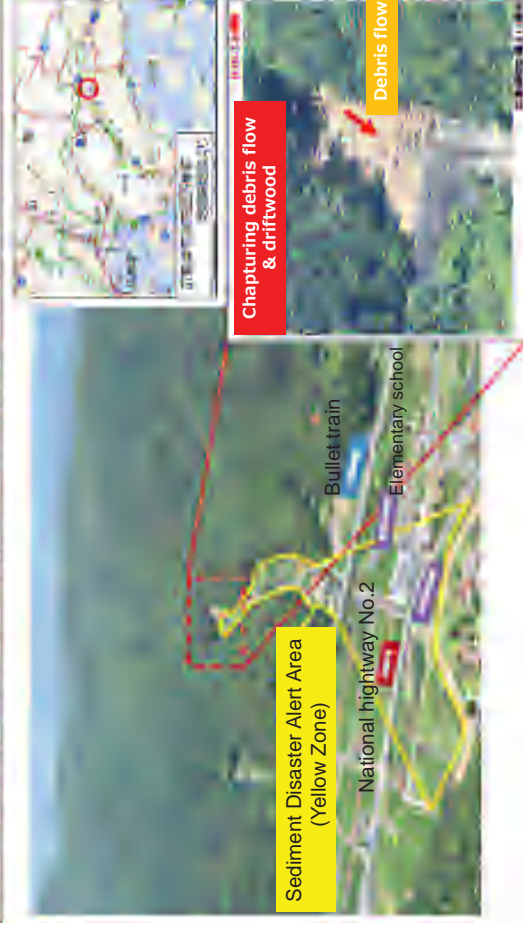 Chapturing debris flow
& driftwood
Debris flow
Bullet train
Elementary school
National hightway No.2
Sediment Disaster Alert Area
(Yellow Zone)